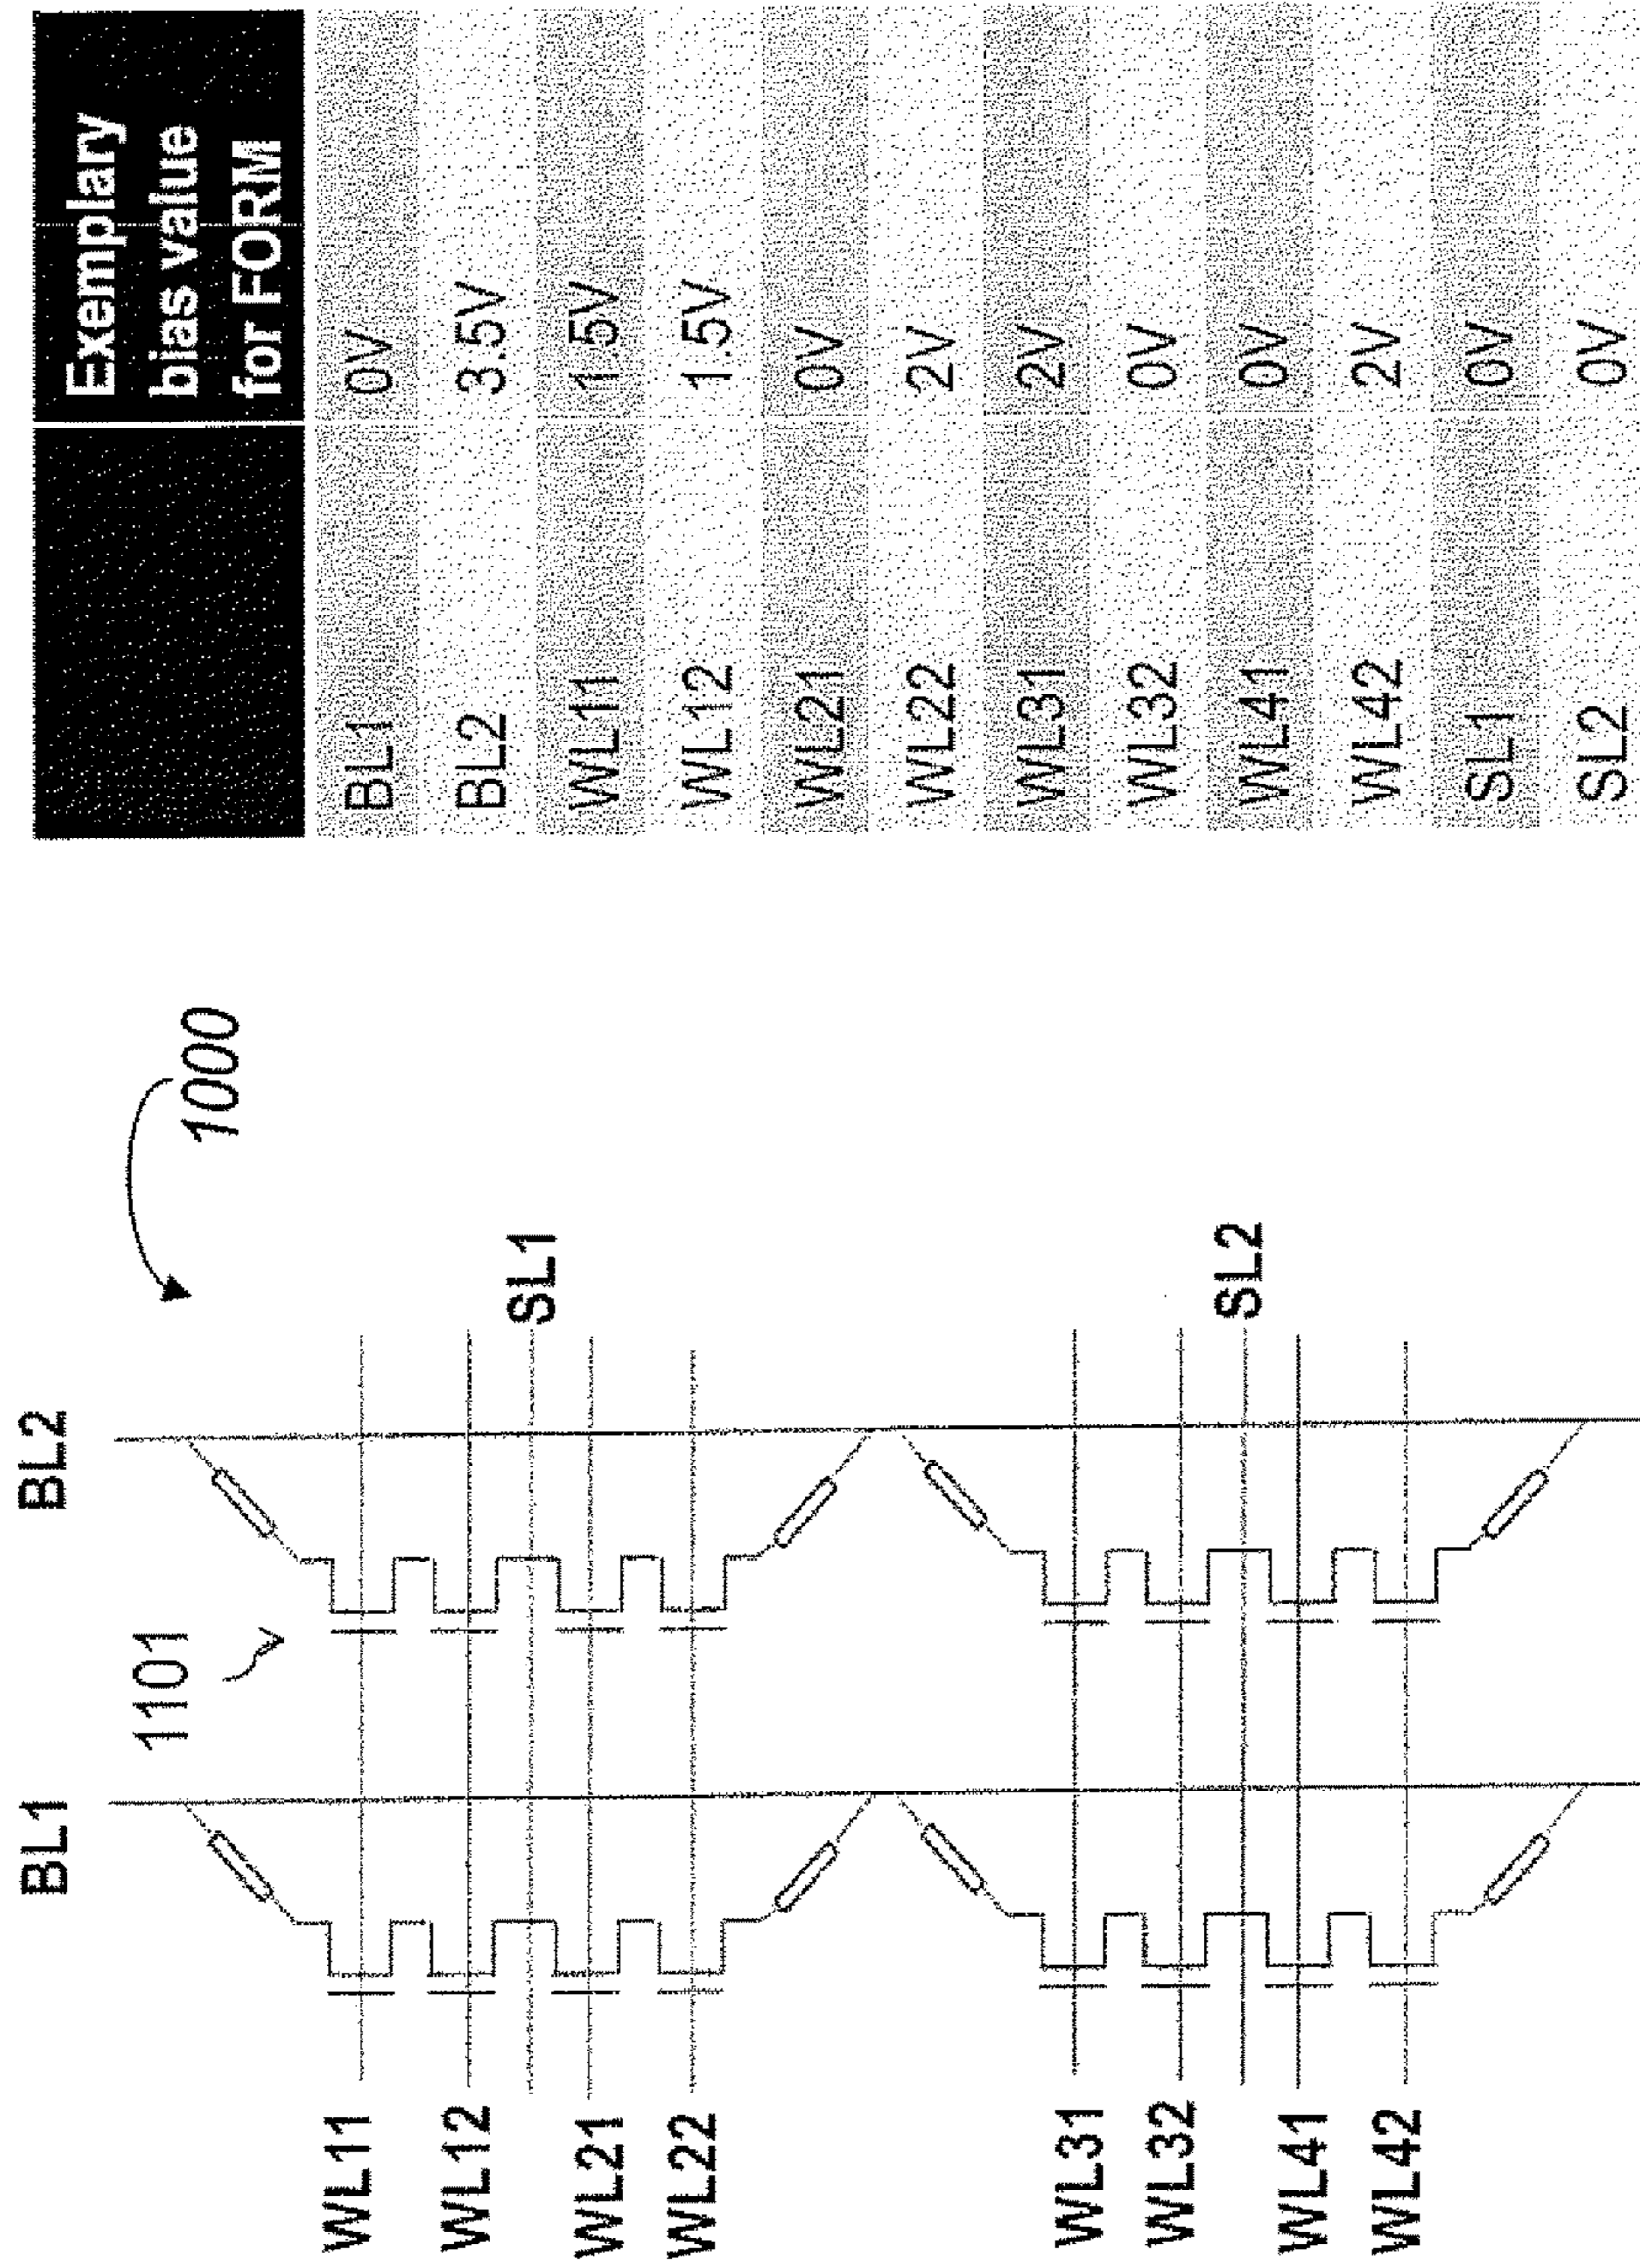 BL1
BL2
1000
1101
WL11
WL12
SL1
WL21
WL22
WL31
WL32
SL2
WL41
WL42
Exemplary
bias value
for FORM
BL1 0V
BL2 3.5V
WL11 1.5V
WL12 1.5V
WL21 0V
WL22 2V
WL31 2V
WL32 0V
WL41 0V
WL42 2V
SL1 0V
SL2 0V